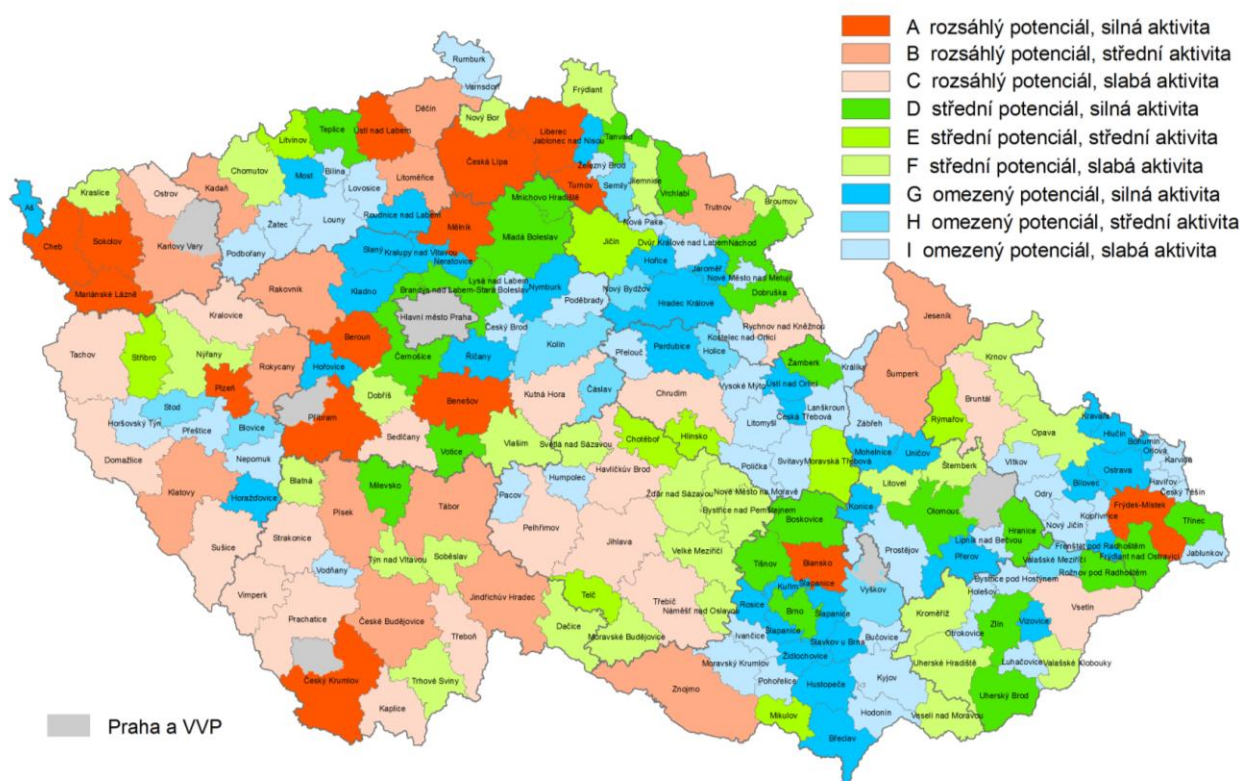 A rozsáhlý potenciál, silná aktivita
B rozsáhlý potenciál, střední aktivita
C rozsáhlý potenciál, slabá aktivita
D střední potenciál, silná aktivita
E střední potenciál, střední aktivita
F střední potenciál, slabá aktivita
G omezený potenciál, silná aktivita
H omezený potenciál, střední aktivita
I omezený potenciál, slabá aktivita
Rumburk
Varnsdorf
Děčín
Frýdlant
Nový Bor
Ústí nad Labem
Teplice
Litvínov
Liberec
Jablonec nad Nisou
Tanvald
Česká Lípa
Chomutov
Most
Bílina
Litoměřice
Lovosice
Železný Brod
Semily
Jilemnice
Vrchlabí
Turnov
Trutnov
Broumov
Kraslice
Ostrov
Kadaň
Mnichovo Hradiště
Aš
Cheb
Sokolov
Karlovy Vary
Žatec
Louny
Podbořany
Roudnice nad Labem
Mělník
Mladá Boleslav
Jičín
Nová Paka
Dvůr Králové nad Labem
Náchod
Hořice
Jaroměř
Nové Město nad Metují
Dobruška
Slaný
Kralupy nad Vltavou
Neratovice
Mariánské Lázně
Rakovník
Kladno
Brandýs nad Labem-Stará Boleslav
Lysá nad Labem
Nymburk
Poděbrady
Nový Bydžov
Hradec Králové
Hlavní město Praha
Český Brod
Kralovice
Beroun
Kolín
Rychnov nad Kněžnou
Kostelec nad Orlicí
Jeseník
Tachov
Stříbro
Nýřany
Rokycany
Hořovice
Černošice
Říčany
Přelouč
Pardubice
Holice
Žamberk
Králíky
Šumperk
Krnov
Plzeň
Příbram
Dobříš
Benešov
Kutná Hora
Čáslav
Chrudim
Vysoké Mýto
Ústí nad Orlicí
Česká Třebová
Lanškroun
Zábřeh
Rýmařov
Bruntál
Opava
Stod
Horšovský Týn
Přeštice
Blovice
Nepomuk
Sedlčany
Votice
Vlašim
Světlá nad Sázavou
Chotěboř
Hlinsko
Litomyšl
Polička
Svitavy
Moravská Třebová
Mohelnice
Uničov
Šternberk
Litovel
Vítkov
Kravaře
Hlučín
Bohumín
Orlová
Karviná
Ostrava
Havířov
Český Těšín
Bílovec
Domažlice
Klatovy
Horažďovice
Blatná
Milevsko
Tábor
Pacov
Humpolec
Havlíčkův Brod
Žďár nad Sázavou
Nové Město na Moravě
Bystřice nad Pernštejnem
Boskovice
Konice
Olomouc
Odry
Nový Jičín
Kopřivnice
Frýdek-Místek
Třinec
Jablunkov
Hranice
Lipník nad Bečvou
Přerov
Prostějov
Frenštát pod Radhoštěm
Frýdlant nad Ostravicí
Valašské Meziříčí
Rožnov pod Radhoštěm
Bystřice pod Hostýnem
Holešov
Písek
Sušice
Strakonice
Vodňany
Týn nad Vltavou
Soběslav
Pelhřimov
Jihlava
Velké Meziříčí
Tišnov
Blansko
Vyškov
Kroměříž
Vsetín
Vimperk
Prachatice
České Budějovice
Jindřichův Hradec
Telč
Třebíč
Náměšť nad Oslavou
Kuřim
Šlapanice
Rosice
Brno
Šlapanice
Šlapanice
Slavkov u Brna
Bučovice
Otrokovice
Zlín
Vizovice
Luhačovice
Valašské Klobouky
Uherské Hradiště
Uherský Brod
Třeboň
Dačice
Moravské Budějovice
Ivančice
Židlochovice
Moravský Krumlov
Pohořelice
Hustopeče
Kyjov
Český Krumlov
Trhové Sviny
Kaplice
Znojmo
Mikulov
Břeclav
Hodonín
Veselí nad Moravou
Praha a VVP